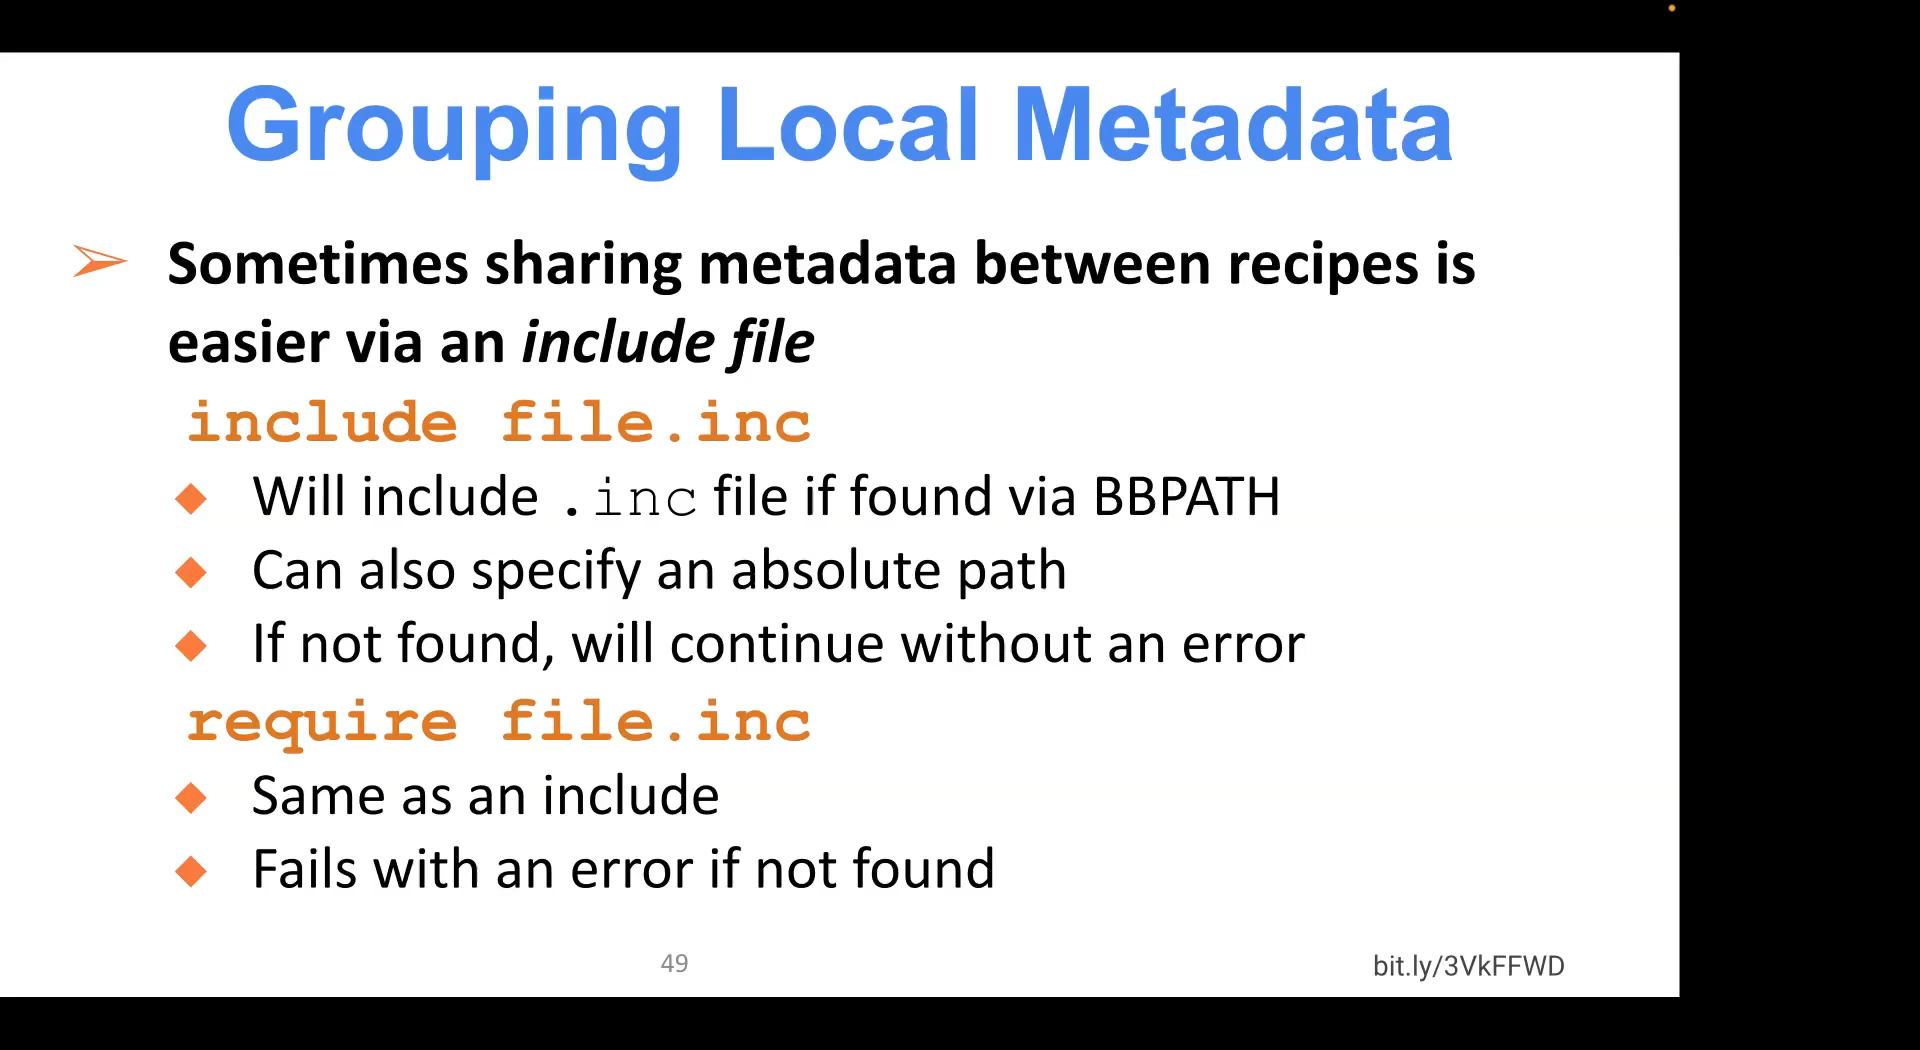 Grouping Local Metadata
➢ Sometimes sharing metadata between recipes is
easier via an include file
include file.inc
◆ Will include .inc file if found via BBPATH
◆ Can also specify an absolute path
◆ If not found, will continue without an error
require file.inc
◆ Same as an include
◆ Fails with an error if not found
49
bit.ly/3VkFFWD